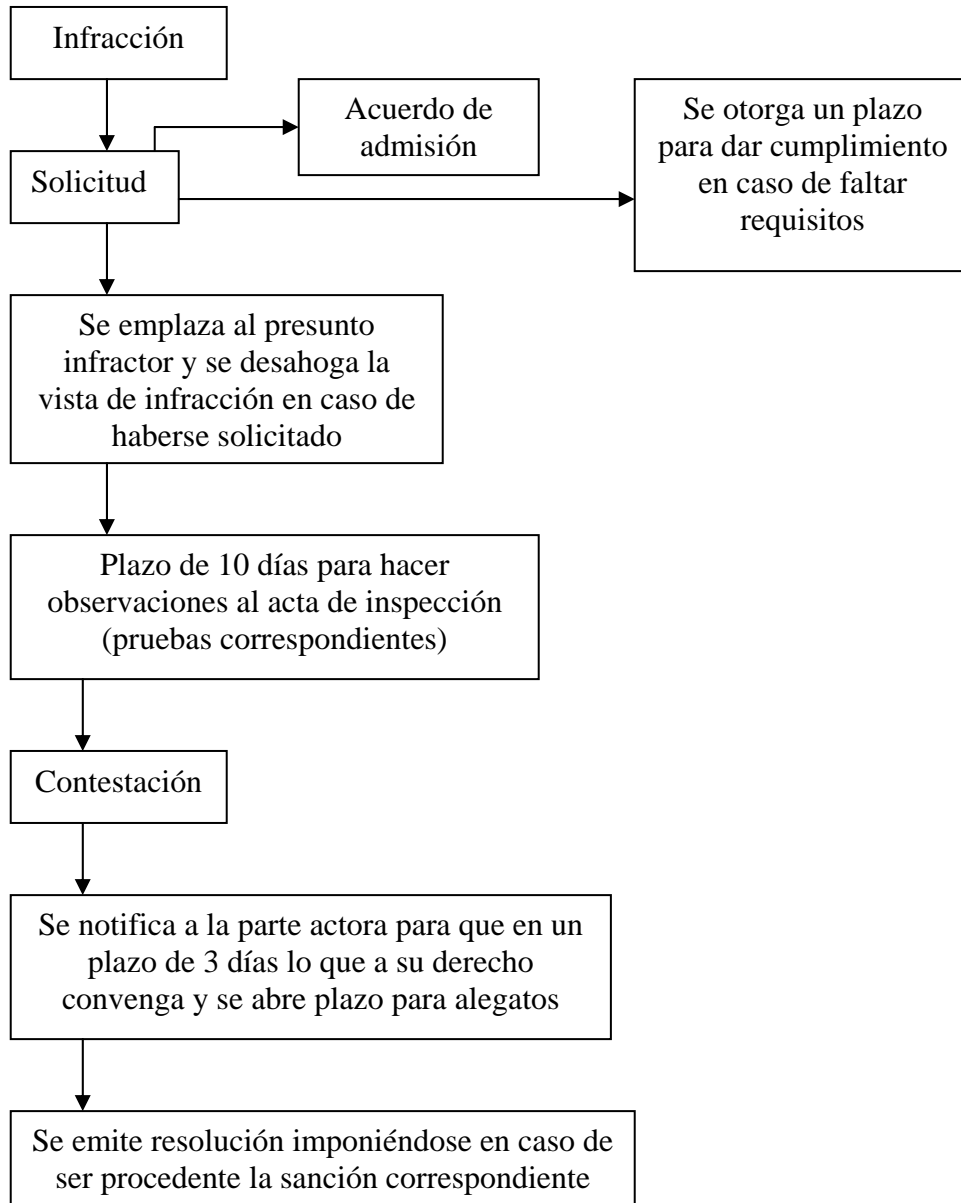 Infracción
Acuerdo de
admisión
Se otorga un plazo
para dar cumplimiento
en caso de faltar
requisitos
Solicitud
Se emplaza al presunto
infractor y se desahoga la
vista de infracción en caso de
haberse solicitado
Plazo de 10 días para hacer
observaciones al acta de inspección
(pruebas correspondientes)
Contestación
Se notifica a la parte actora para que en un
plazo de 3 días lo que a su derecho
convenga y se abre plazo para alegatos
Se emite resolución imponiéndose en caso de
ser procedente la sanción correspondiente